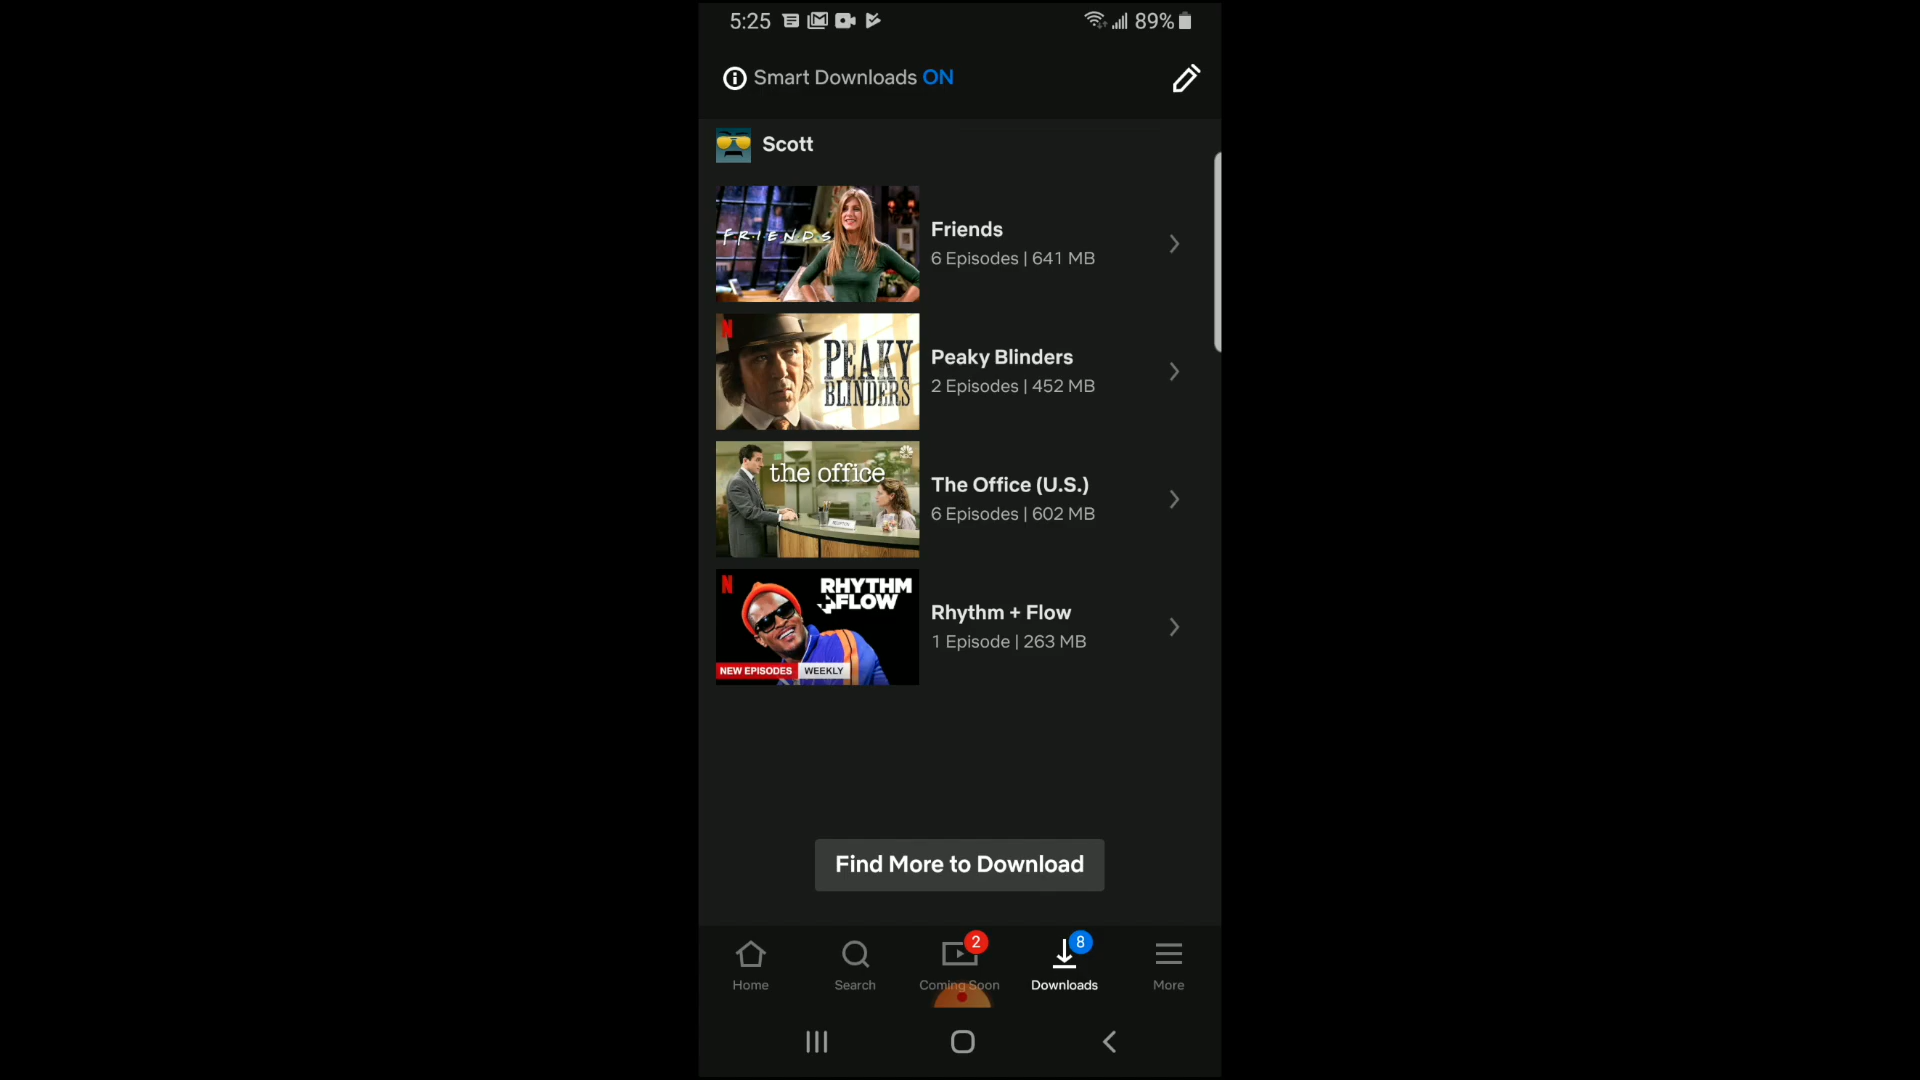 5:25
89%
Smart Downloads ON
Scott
FRIENDS
Friends
6 Episodes | 641 MB
N
PEAKY
BLINDERS
Peaky Blinders
2 Episodes | 452 MB
the office
RECEPTION
The Office (U.S.)
6 Episodes | 602 MB
N
RHYTHM
+FLOW
NEW EPISODES WEEKLY
Rhythm + Flow
1 Episode | 263 MB
Find More to Download
2
8
Home
Search
Coming Soon
Downloads
More